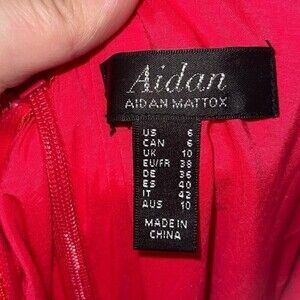 Aidan
AIDAN MATTOX
US 6
CAN 6
UK 10
EU/FR 38
DE 36
ES 40
IT 42
AUS 10
MADE IN
CHINA